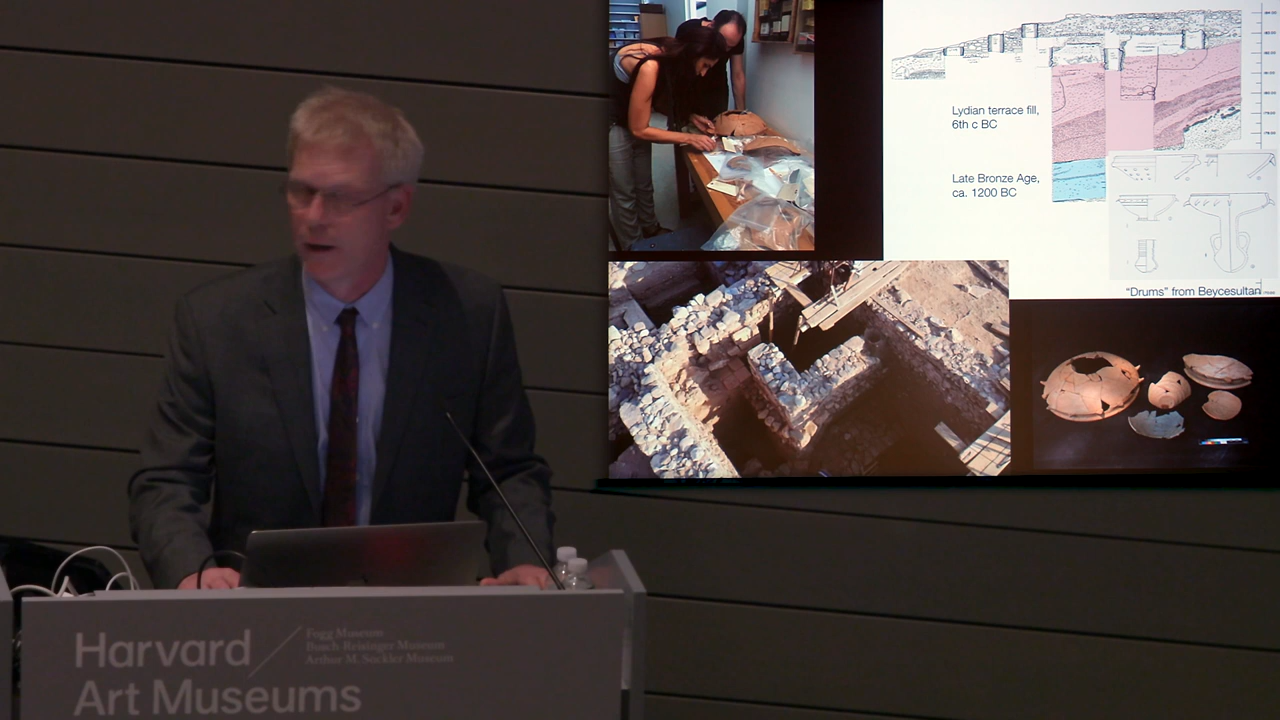 Lydian terrace fill,
6th c BC
Late Bronze Age,
ca. 1200 BC
"Drums" from Beycesultan
Harvard
Art Museums
Fogg Museum
Busch-Reisinger Museum
Arthur M. Sackler Museum